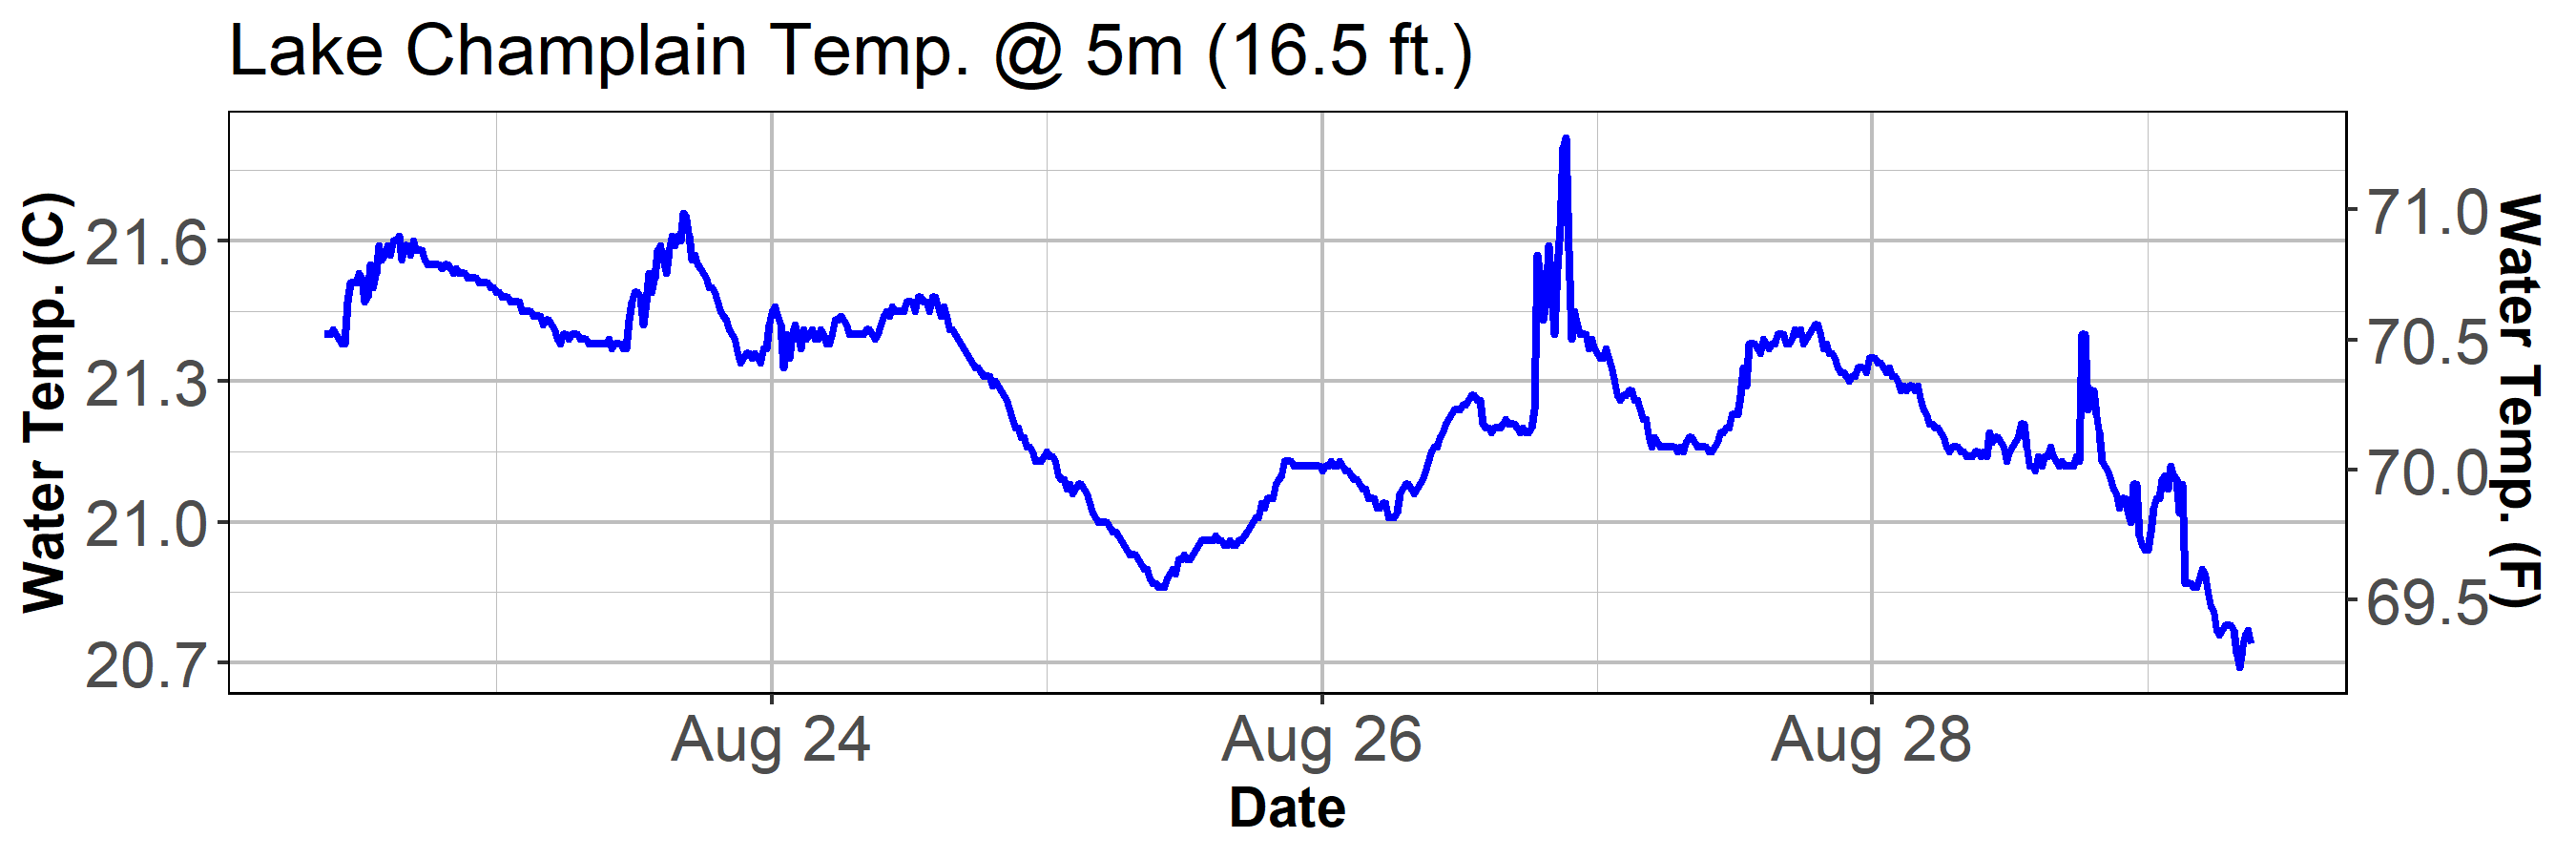 Lake Champlain Temp. @ 5m (16.5 ft.)
Water Temp. (C)
21.6
21.3
21.0
20.7
71.0
70.5
70.0
69.5
Water Temp. (F)
Aug 24
Aug 26
Aug 28
Date